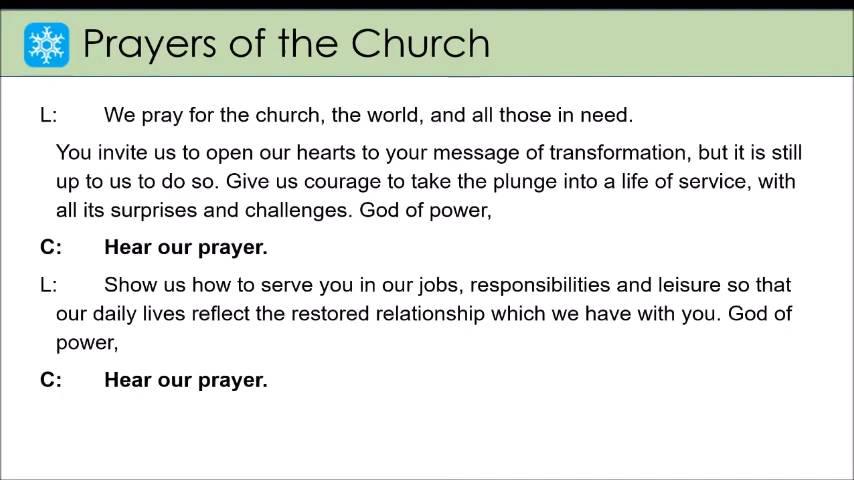 Prayers of the Church
L: We pray for the church, the world, and all those in need.
You invite us to open our hearts to your message of transformation, but it is still
up to us to do so. Give us courage to take the plunge into a life of service, with
all its surprises and challenges. God of power,
C: Hear our prayer.
L: Show us how to serve you in our jobs, responsibilities and leisure so that
our daily lives reflect the restored relationship which we have with you. God of
power,
C: Hear our prayer.